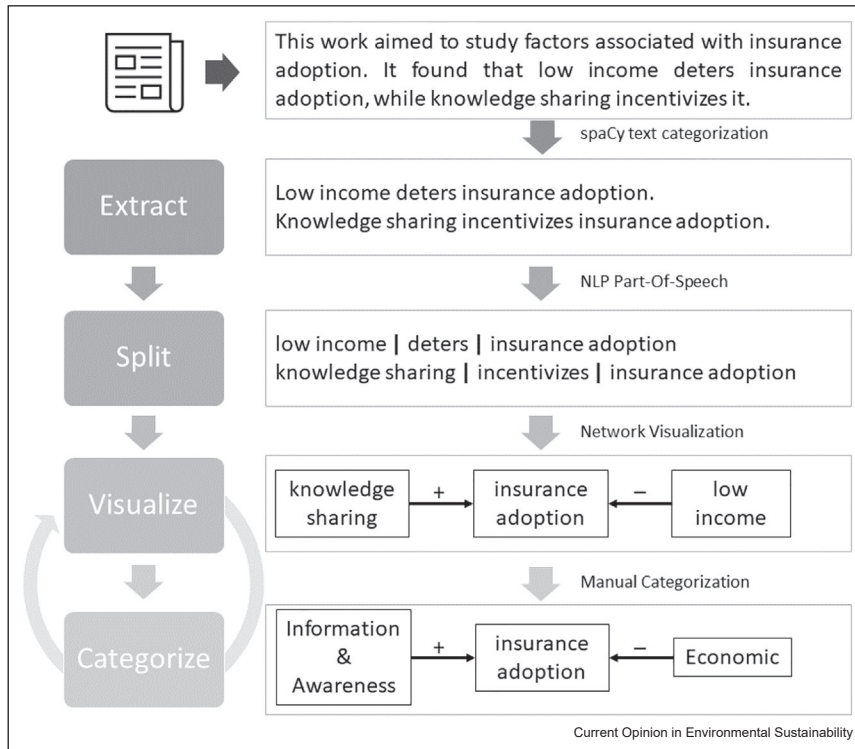 This work aimed to study factors associated with insurance
adoption. It found that low income deters insurance
adoption, while knowledge sharing incentivizes it.
spaCy text categorization
Extract
Low income deters insurance adoption.
Knowledge sharing incentivizes insurance adoption.
NLP Part-Of-Speech
Split
low income | deters | insurance adoption
knowledge sharing | incentivizes | insurance adoption
Network Visualization
Visualize
knowledge
sharing
+
insurance
adoption
–
low
income
Manual Categorization
Categorize
Information
&
Awareness
+
insurance
adoption
–
Economic
Current Opinion in Environmental Sustainability